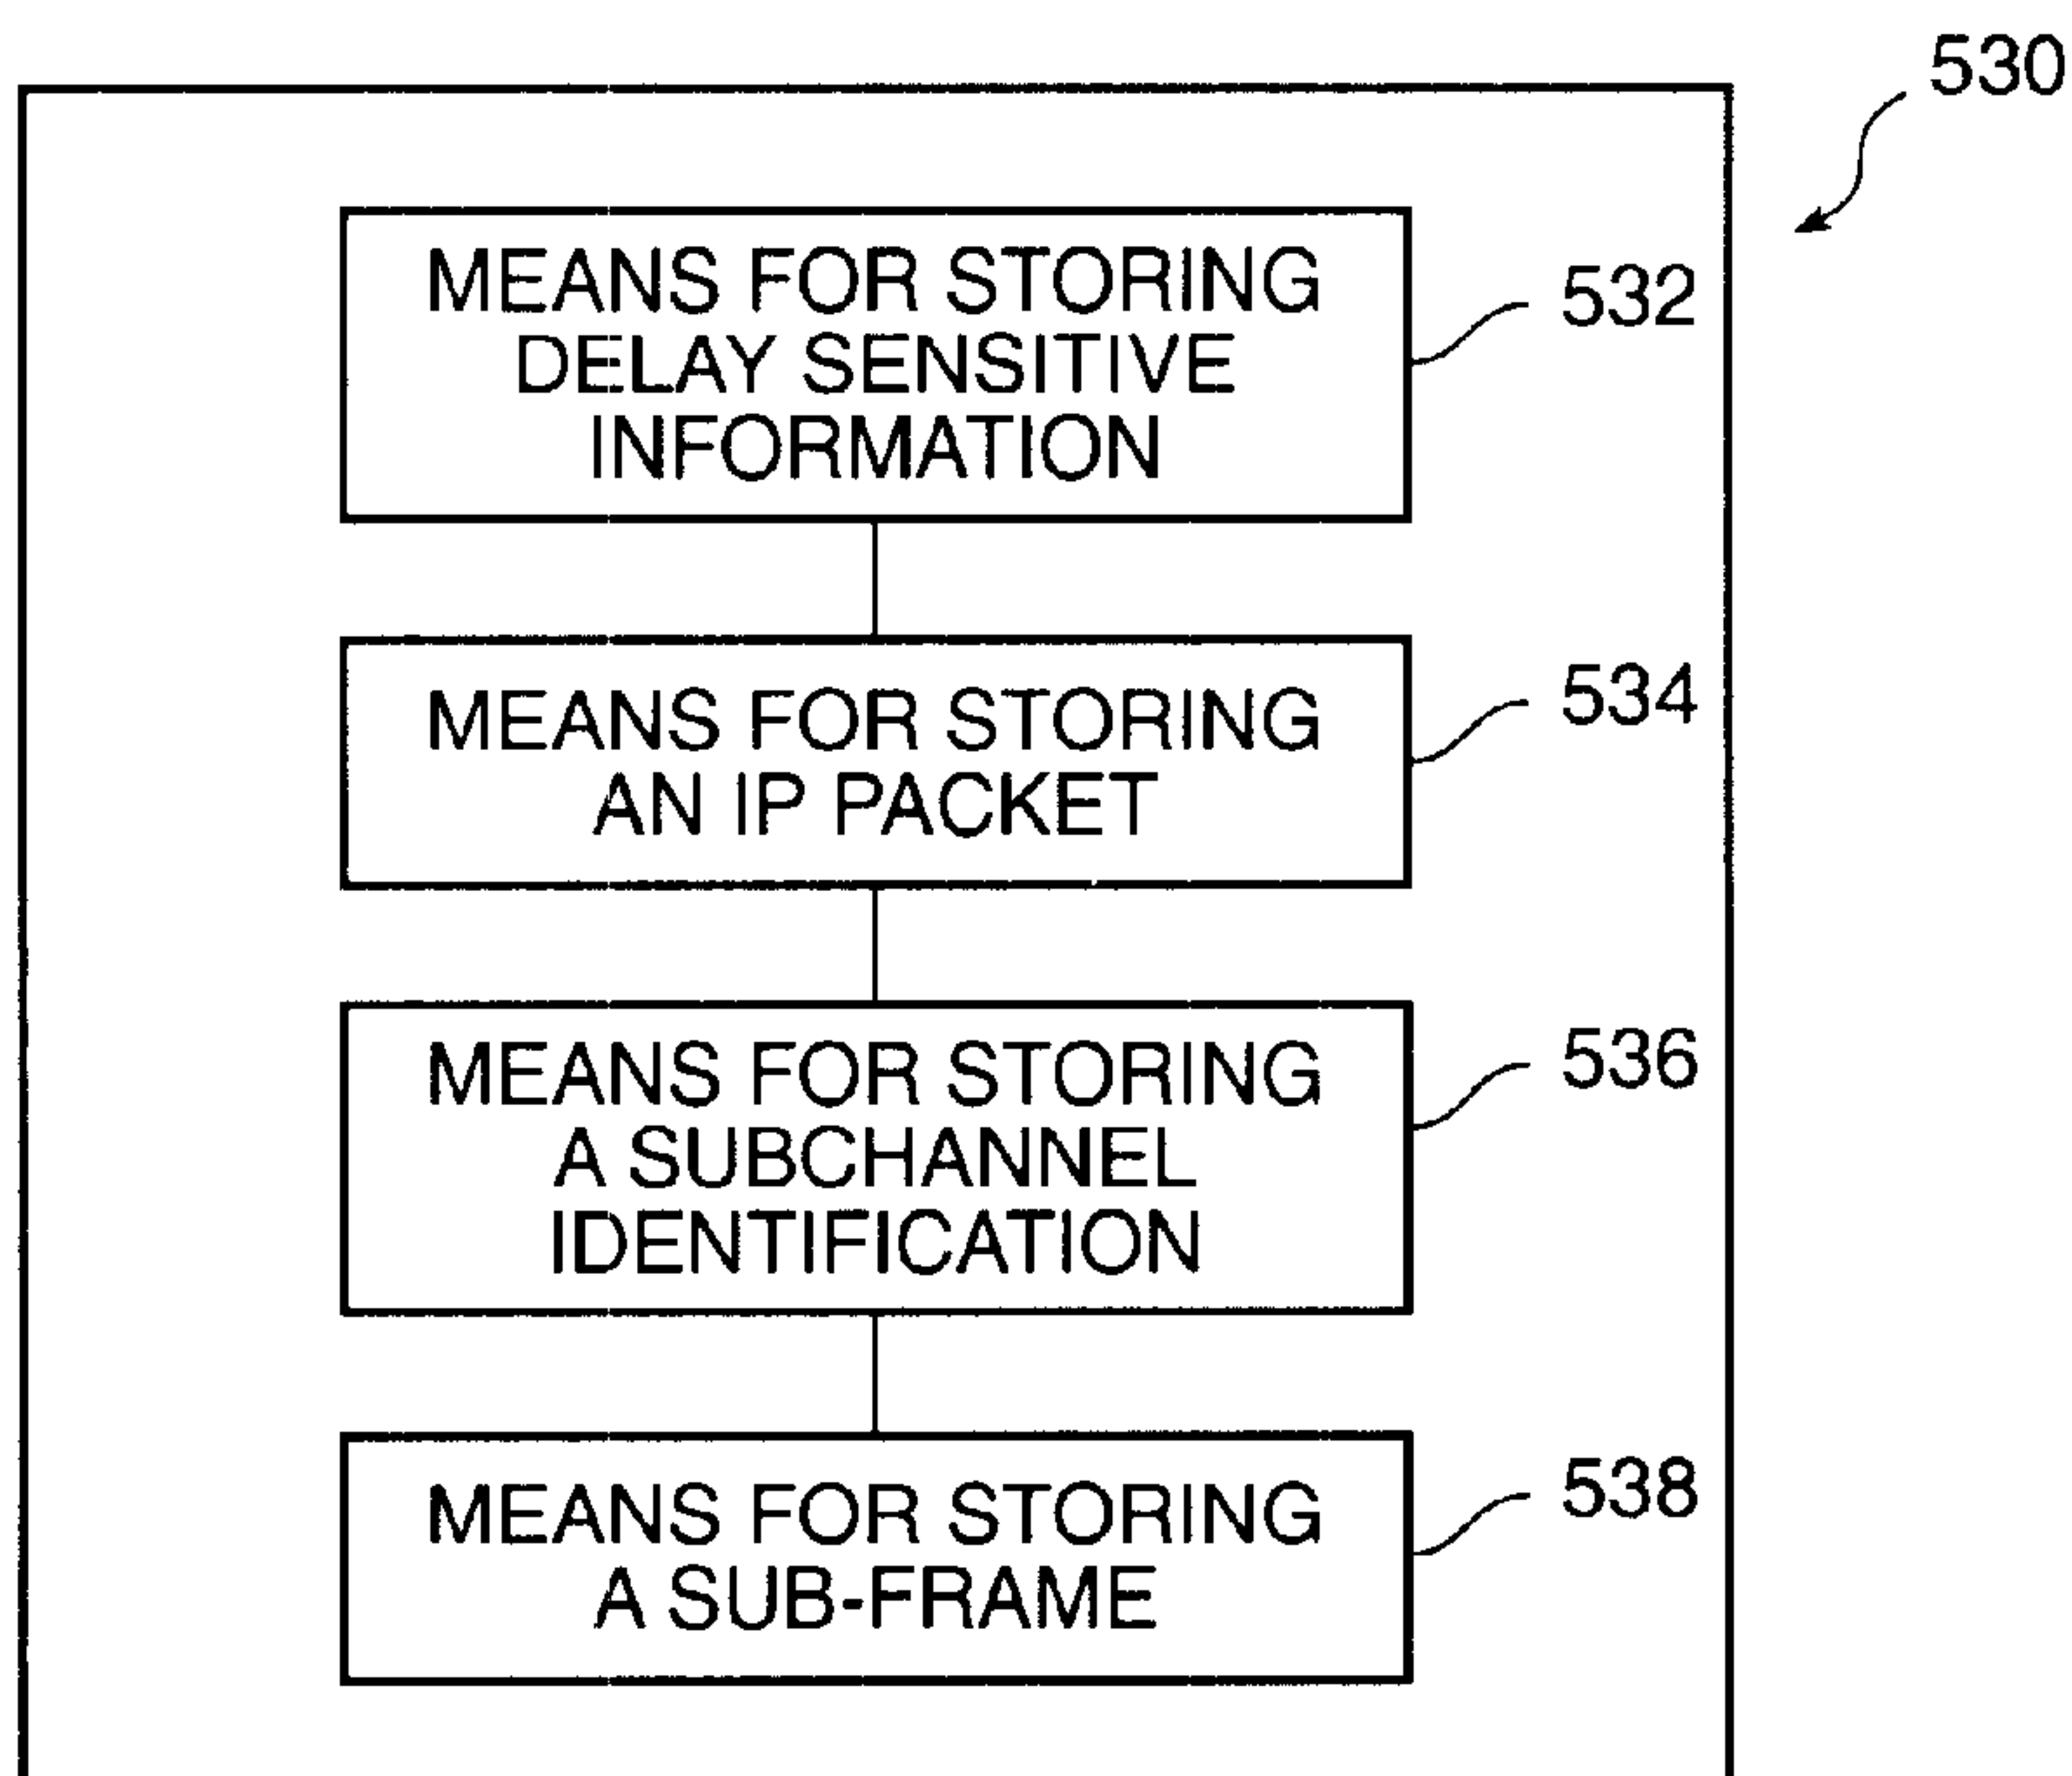 530
MEANS FOR STORING
DELAY SENSITIVE
INFORMATION
532
MEANS FOR STORING
AN IP PACKET
534
MEANS FOR STORING
A SUBCHANNEL
IDENTIFICATION
536
MEANS FOR STORING
A SUB-FRAME
538